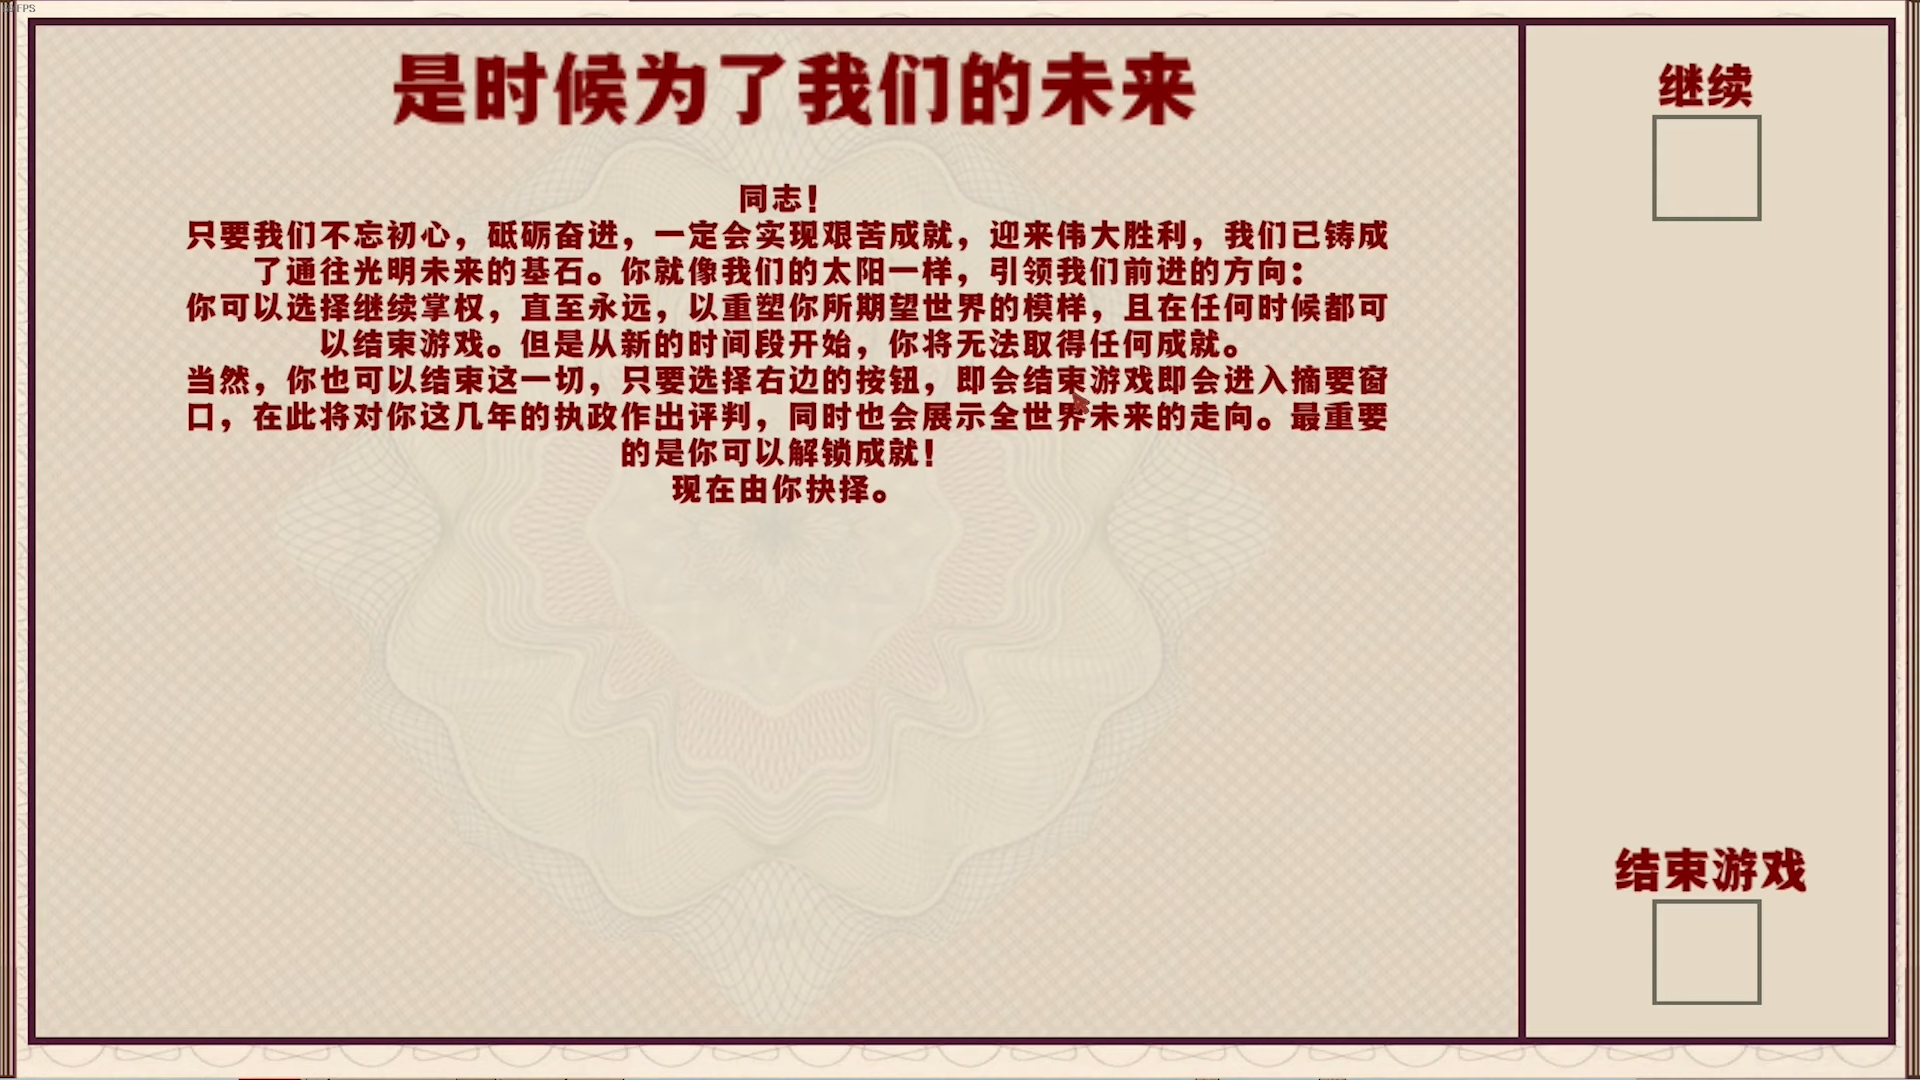 FPS
是时候为了我们的未来
同志！
只要我们不忘初心，砥砺奋进，一定会实现艰苦成就，迎来伟大胜利，我们已铸成
了通往光明未来的基石。你就像我们的太阳一样，引领我们前进的方向：
你可以选择继续掌权，直至永远，以重塑你所期望世界的模样，且在任何时候都可
以结束游戏。但是从新的时间段开始，你将无法取得任何成就。
当然，你也可以结束这一切，只要选择右边的按钮，即会结束游戏即会进入摘要窗
口，在此将对你这几年的执政作出评判，同时也会展示全世界未来的走向。最重要
的是你可以解锁成就！
现在由你抉择。
继续
结束游戏